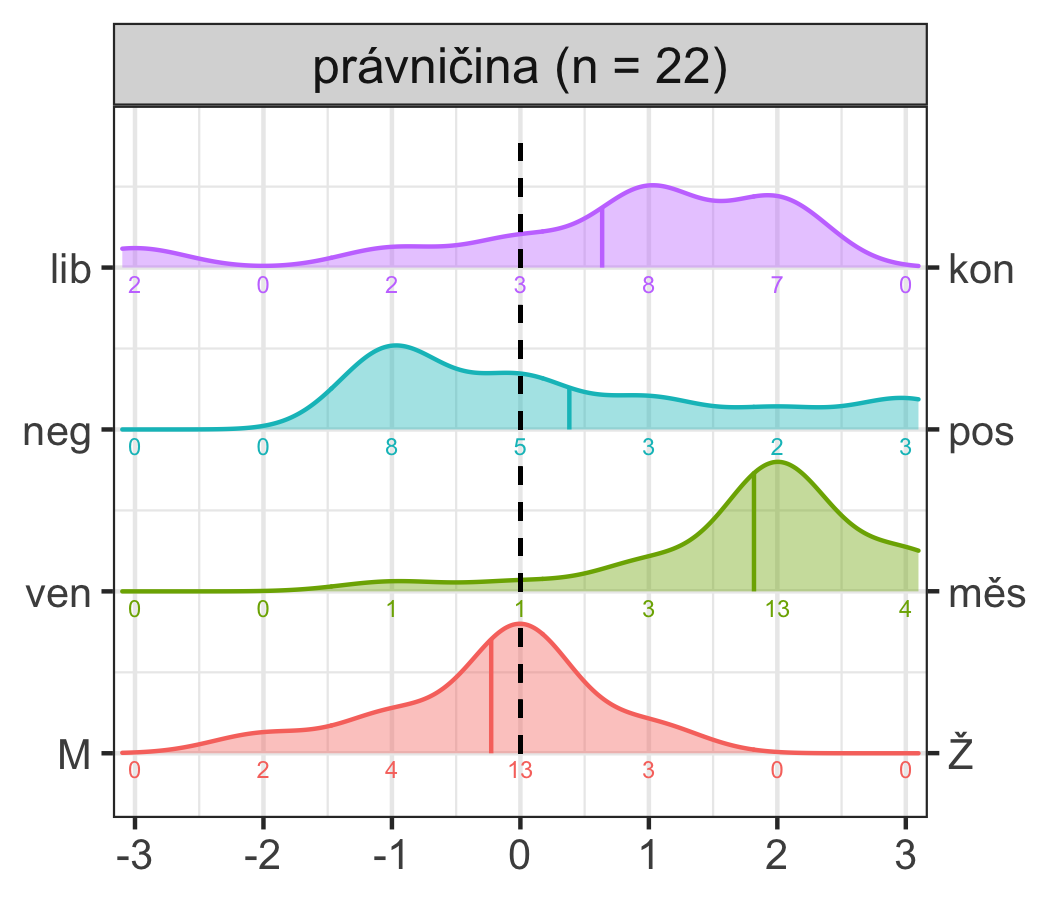 právničina (n = 22)
lib kon
2 0 2 3 8 7 0
neg pos
0 0 8 5 3 2 3
ven měs
0 0 1 1 3 13 4
M Ž
0 2 4 13 3 0 0
-3 -2 -1 0 1 2 3